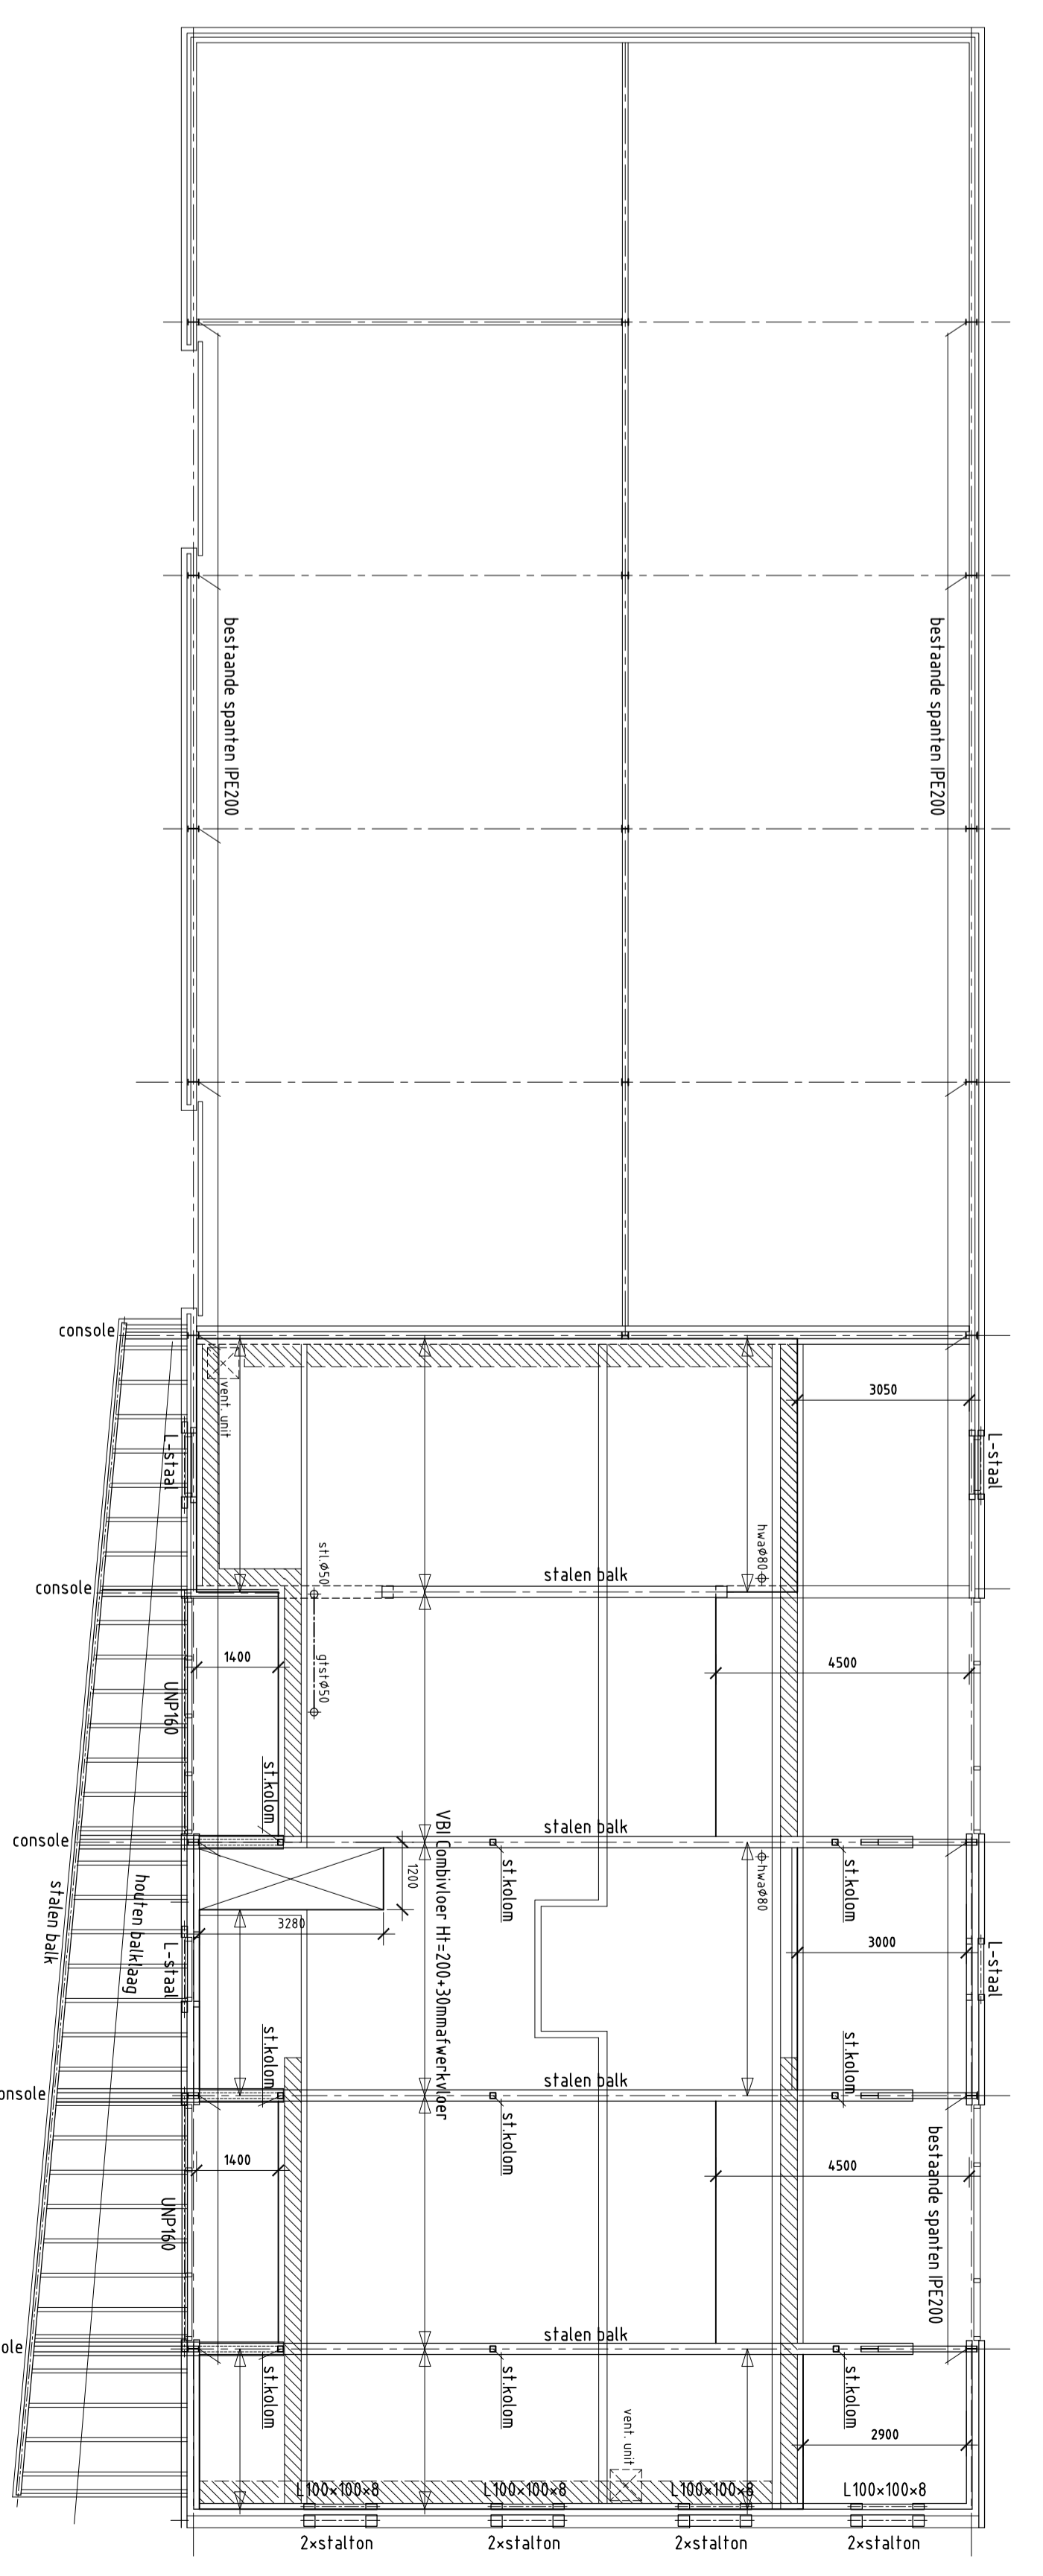 bestaande spanten IPE200
bestaande spanten IPE200
console
3050
vent. unit
L-staal
L-staal
stl.Ø50
hwaØ80
stalen balk
console
1400
gtstØ50
4500
UNP160
st.kolom
stalen balk
console
VBI Combivloer Ht=200+30mmafwerkvloer
st.kolom
hwaØ80
st.kolom
1200
houten balklaag
stalen balk
3280
L-staal
3000
L-staal
st.kolom
st.kolom
stalen balk
onsole
st.kolom
1400
4500
bestaande spanten IPE200
UNP160
stalen balk
ole
st.kolom
st.kolom
st.kolom
vent. unit
2900
L100×100×8
L100×100×8
L100×100×8
L100×100×8
2×stalton
2×stalton
2×stalton
2×stalton